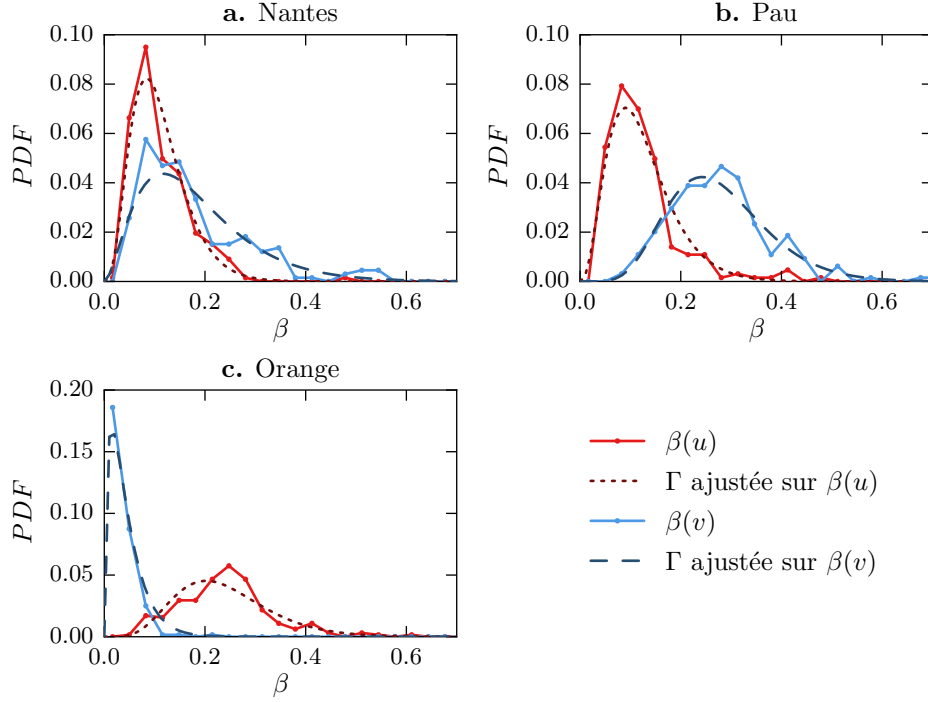 a. Nantes
0.10
0.08
0.06
0.04
0.02
0.00
PDF
0.0 0.2 0.4 0.6
β
b. Pau
0.10
0.08
0.06
0.04
0.02
0.00
PDF
0.0 0.2 0.4 0.6
β
c. Orange
0.20
0.15
0.10
0.05
0.00
PDF
0.0 0.2 0.4 0.6
β
β(u)
Γ ajustée sur β(u)
β(v)
Γ ajustée sur β(v)